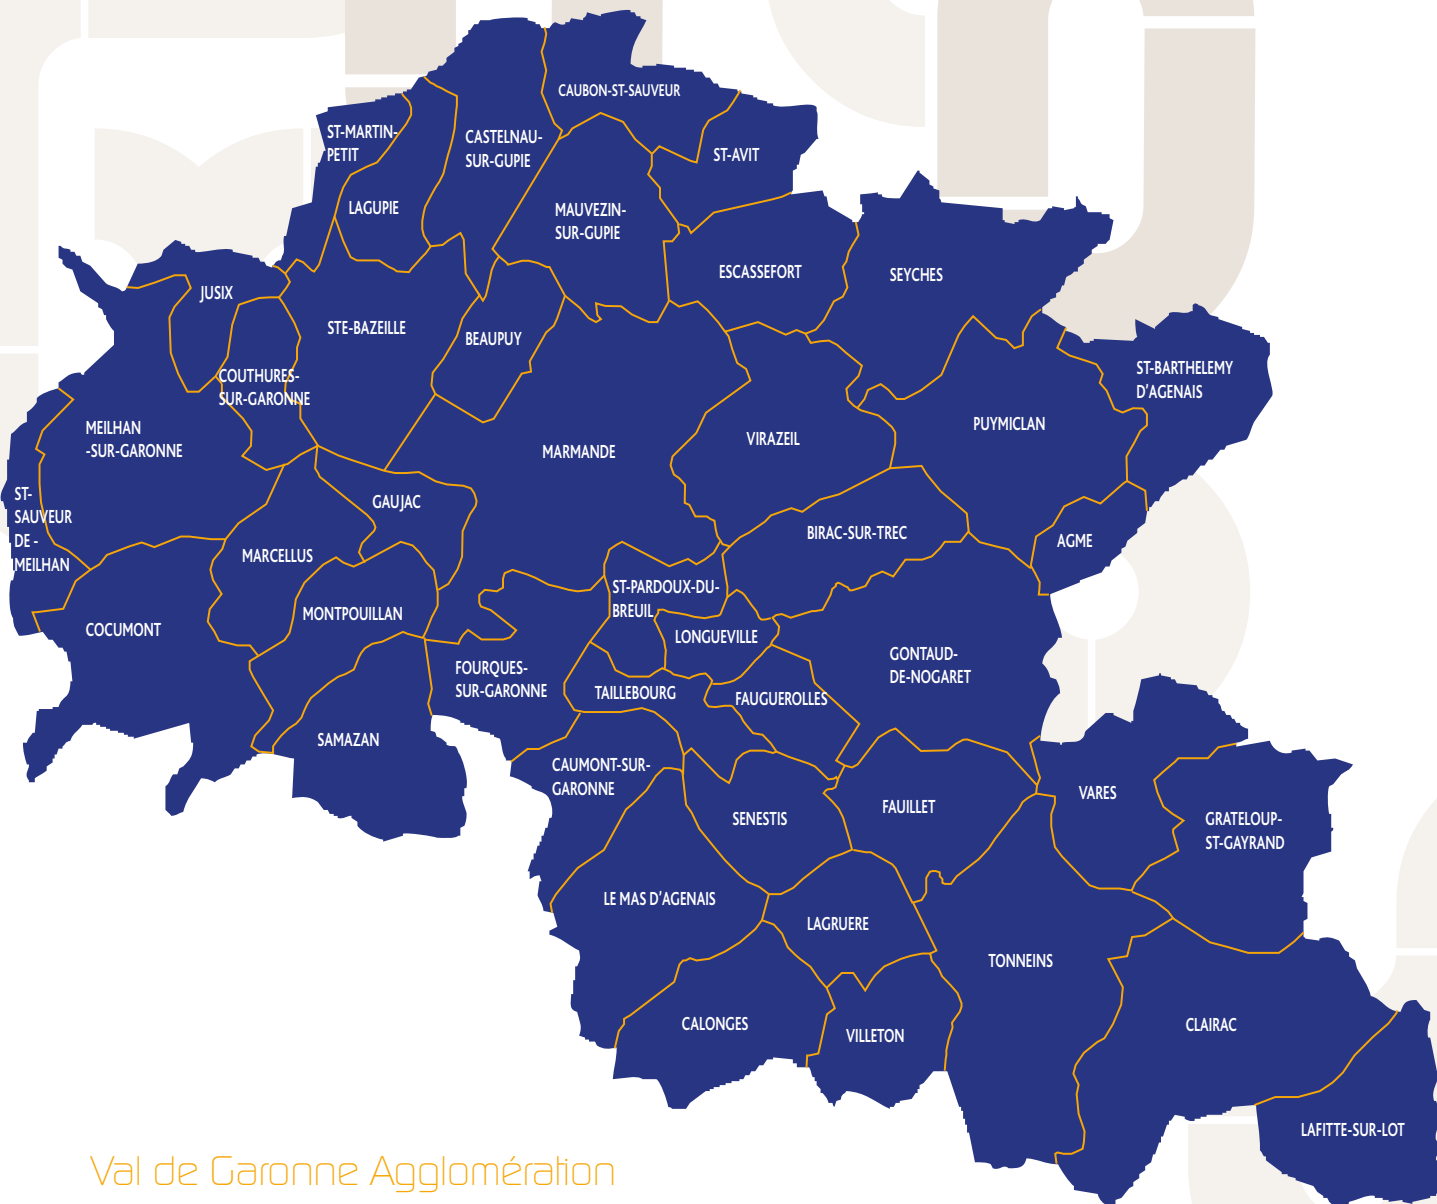 CAUBON-ST-SAUVEUR
ST-MARTIN-
PETIT
CASTELNAU-
SUR-GUPIE
ST-AVIT
LAGUPIE
MAUVEZIN-
SUR-GUPIE
ESCASSEFORT
SEYCHES
JUSIX
STE-BAZEILLE
BEAUPUY
COUTHURES-
SUR-GARONNE
ST-BARTHELEMY
D'AGENAIS
MEILHAN
-SUR-GARONNE
MARMANDE
VIRAZEIL
PUYMICLAN
ST-
SAUVEUR
DE -
MEILHAN
GAUJAC
BIRAC-SUR-TREC
AGME
MARCELLUS
ST-PARDOUX-DU-
BREUIL
MONTPOUILLAN
COCUMONT
LONGUEVILLE
FOURQUES-
SUR-GARONNE
GONTAUD-
DE-NOGARET
TAILLEBOURG
FAUGUEROLLES
SAMAZAN
CAUMONT-SUR-
GARONNE
SENESTIS
FAUILLET
VARES
GRATELOUP-
ST-GAYRAND
LE MAS D'AGENAIS
LAGRUERE
TONNEINS
CALONGES
VILLETON
CLAIRAC
LAFITTE-SUR-LOT
Val de Garonne Agglomération